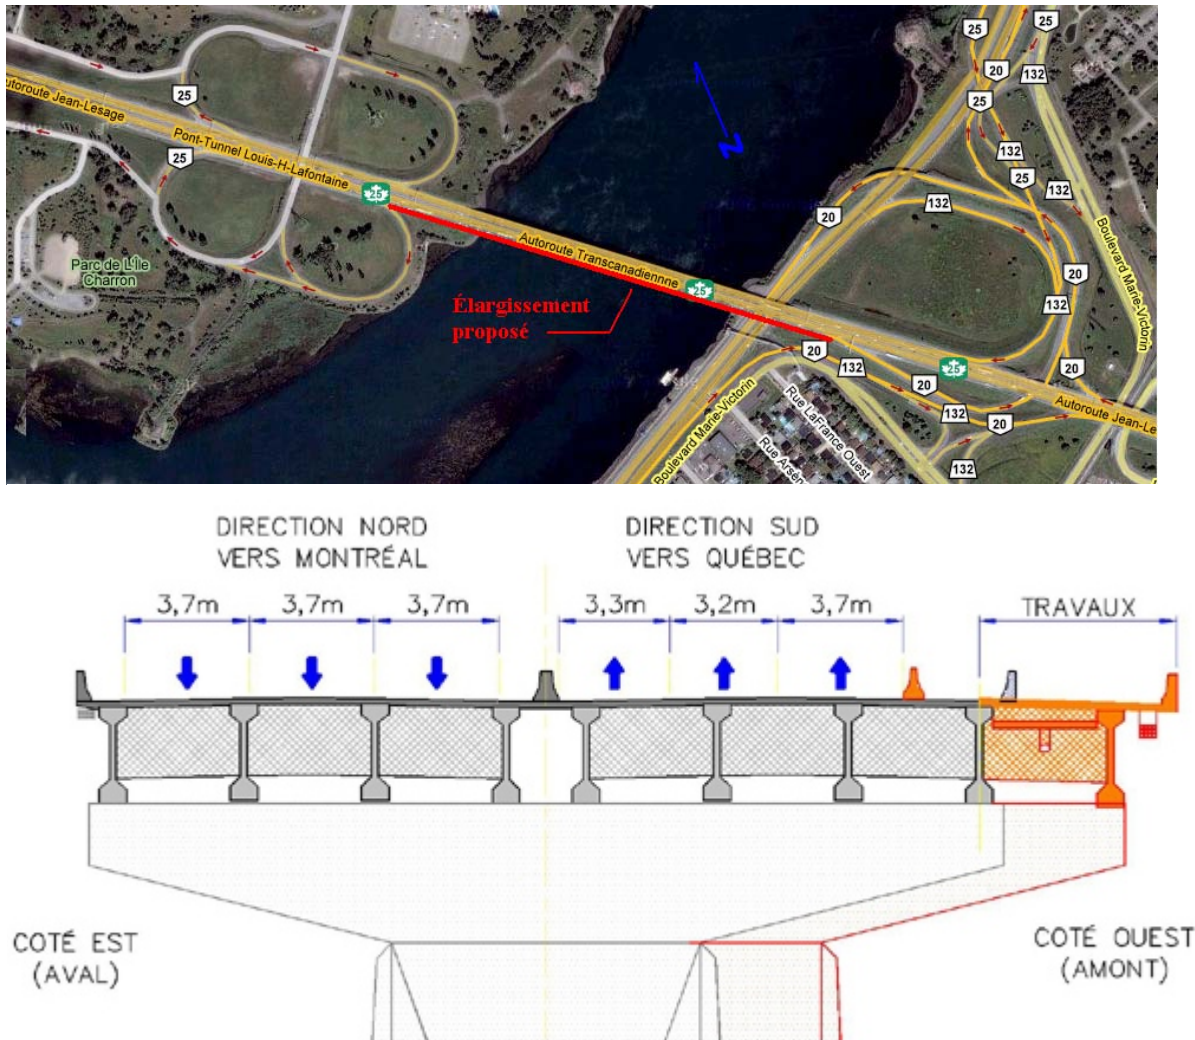 25
20
25
132
utoroute Jean-Lesage
25
Pont-Tunnel Louis-H-Lafontaine
25
25
Autoroute Transcanadienne
25
Élargissement
proposé
Parc de L'Île
Charron
N
25
132
25
132
132
20
20
132
Boulevard Marie-Victorin
20
132
25
20
20
132
20
Autoroute Jean-Le
132
Boulevard Marie-Victorin
Rue LaFrance Ouest
Rue Arsèn
DIRECTION NORD
VERS MONTRÉAL
DIRECTION SUD
VERS QUÉBEC
3,7m
3,7m
3,7m
3,3m
3,2m
3,7m
TRAVAUX
COTÉ EST
(AVAL)
COTÉ OUEST
(AMONT)